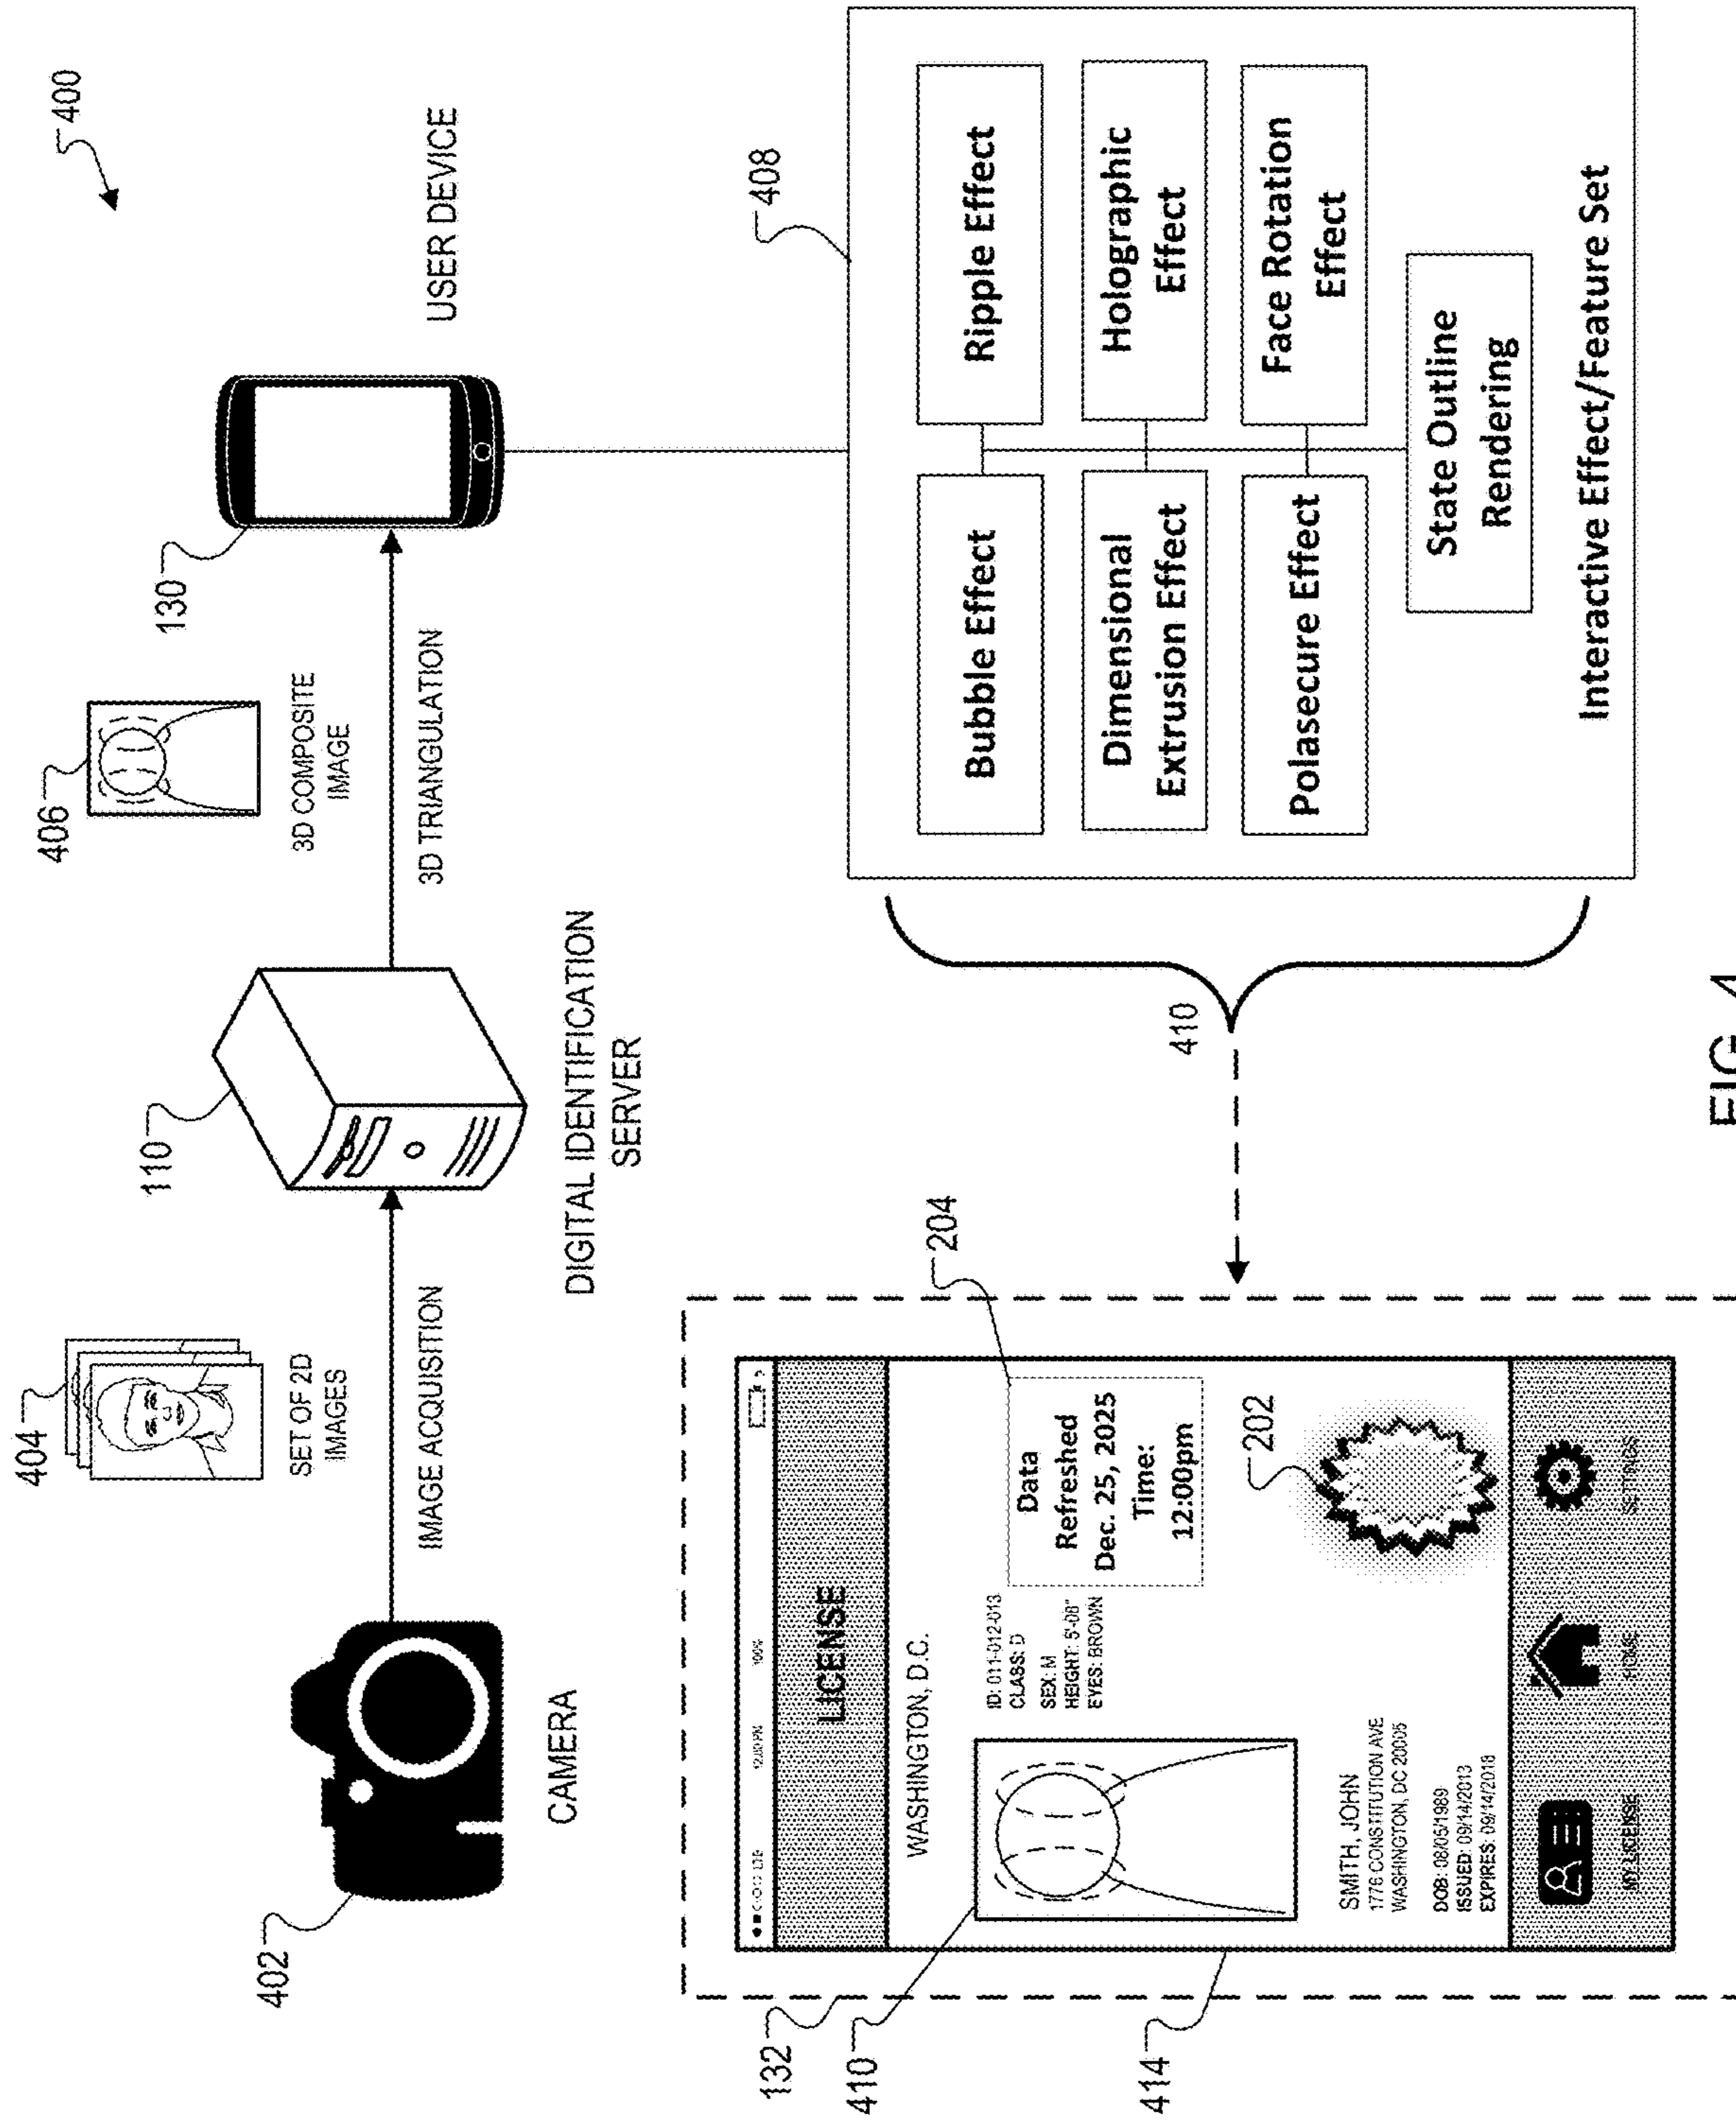 400
404
SET OF 2D
IMAGES
406
3D COMPOSITE
IMAGE
402
110
130
IMAGE ACQUISITION
3D TRIANGULATION
CAMERA
DIGITAL IDENTIFICATION
SERVER
USER DEVICE
132
410
414
LTE
12:00 PM
100%
LICENSE
WASHINGTON, D.C.
ID: 011-012-013
CLASS: D
SEX: M
HEIGHT: 5'-08"
EYES: BROWN
204
Data
Refreshed
Dec. 25, 2025
Time:
12:00pm
SMITH, JOHN
1776 CONSTITUTION AVE
WASHINGTON, DC 20005
DOB: 08/05/1989
ISSUED: 09/14/2013
EXPIRES: 09/14/2018
202
MY LICENSE
HOME
SETTINGS
410
408
Bubble Effect
Ripple Effect
Dimensional
Extrusion Effect
Holographic
Effect
Polasecure Effect
Face Rotation
Effect
State Outline
Rendering
Interactive Effect/Feature Set
FIG. 4